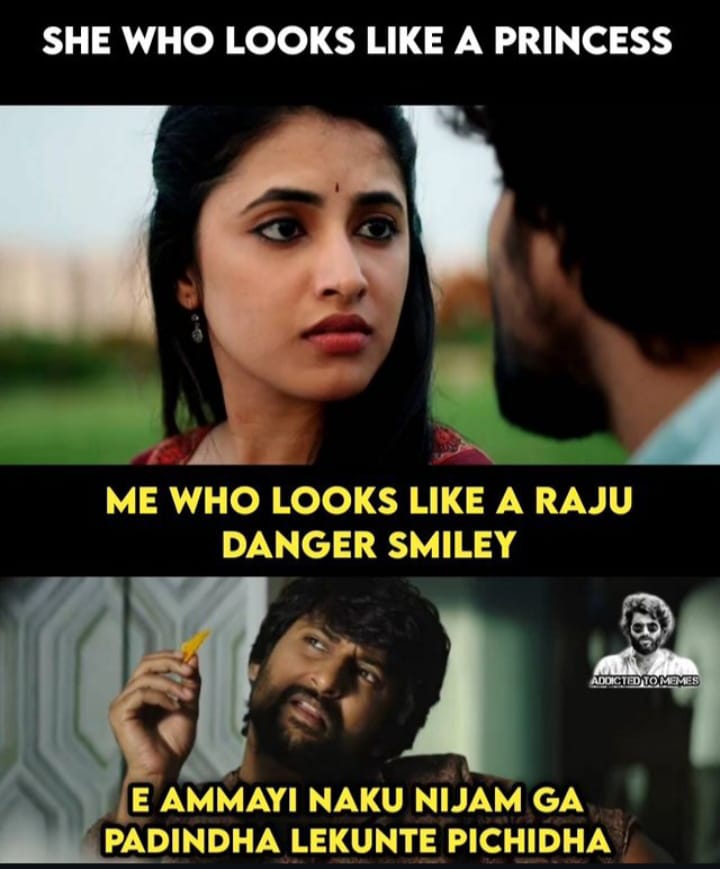 SHE WHO LOOKS LIKE A PRINCESS
ME WHO LOOKS LIKE A RAJU
DANGER SMILEY
ADDICTED TO MEMES
E AMMAYI NAKU NIJAM GA
PADINDHA LEKUNTE PICHIDHA